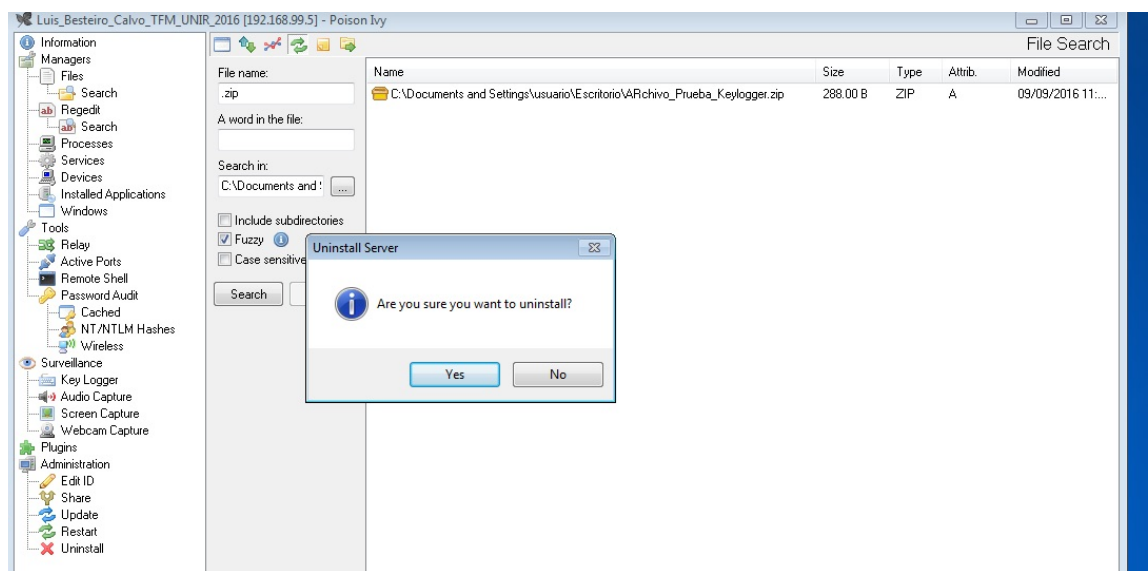 Luis_Besteiro_Calvo_TFM_UNIR_2016 [192.168.99.5] - Poison Ivy
File Search
Information
Managers
Files
Search
Regedit
Search
Processes
Services
Devices
Installed Applications
Windows
Tools
Relay
Active Ports
Remote Shell
Password Audit
Cached
NT/NTLM Hashes
Wireless
Surveillance
Key Logger
Audio Capture
Screen Capture
Webcam Capture
Plugins
Administration
Edit ID
Share
Update
Restart
Uninstall
File name:
.zip
A word in the file:
Search in:
C:\Documents and
...
Include subdirectories
Fuzzy
Case sensitive
Search
Name Size Type Attrib. Modified
C:\Documents and Settings\usuario\Escritorio\ARchivo_Prueba_Keylogger.zip 288.00 B ZIP A 09/09/2016 11:...
Uninstall Server
Are you sure you want to uninstall?
Yes No